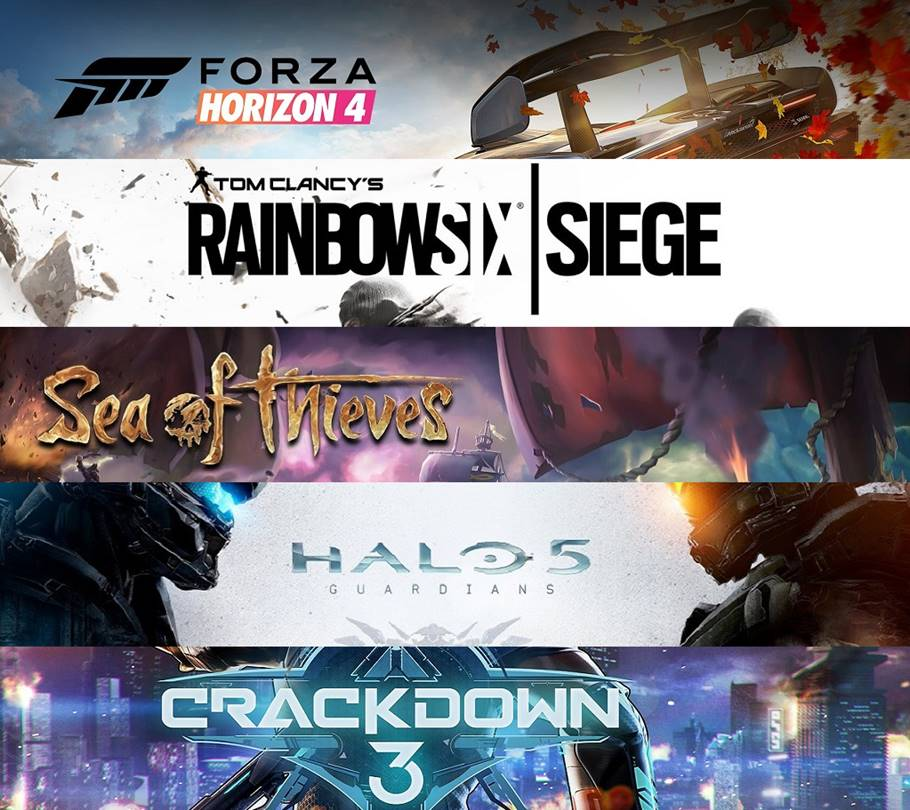 FORZA
HORIZON 4
TOM CLANCY'S
RAINBOWSIX® | SIEGE
Sea of Thieves
HALO 5
GUARDIANS
CRACKDOWN
3